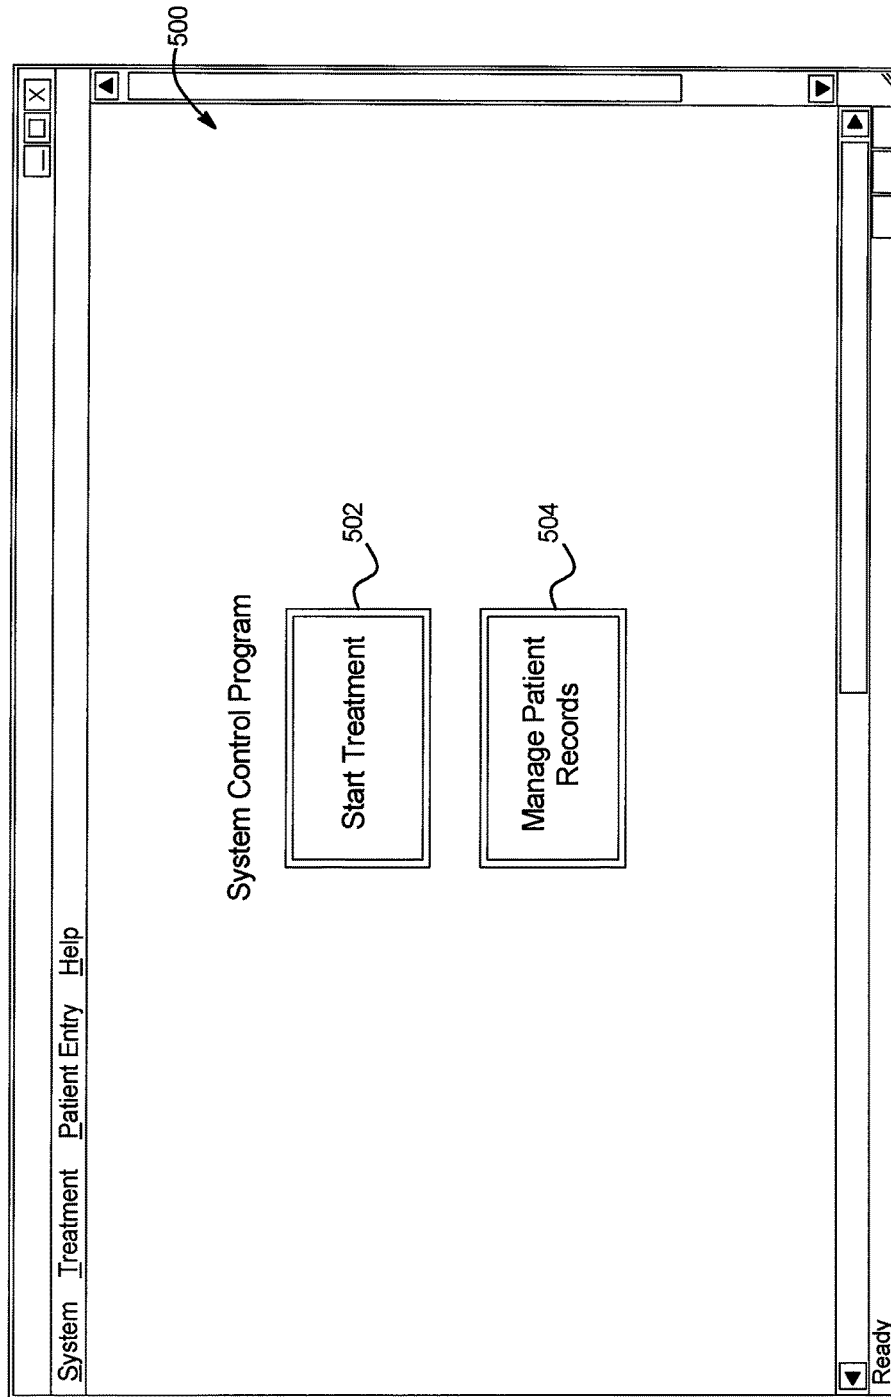 X
System Treatment Patient Entry Help
500
System Control Program
Start Treatment
502
Manage Patient
Records
504
Ready